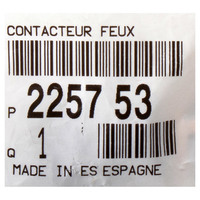 CONTACTEUR FEUX
P 2257 53
Q 1
MADE IN ES ESPAGNE